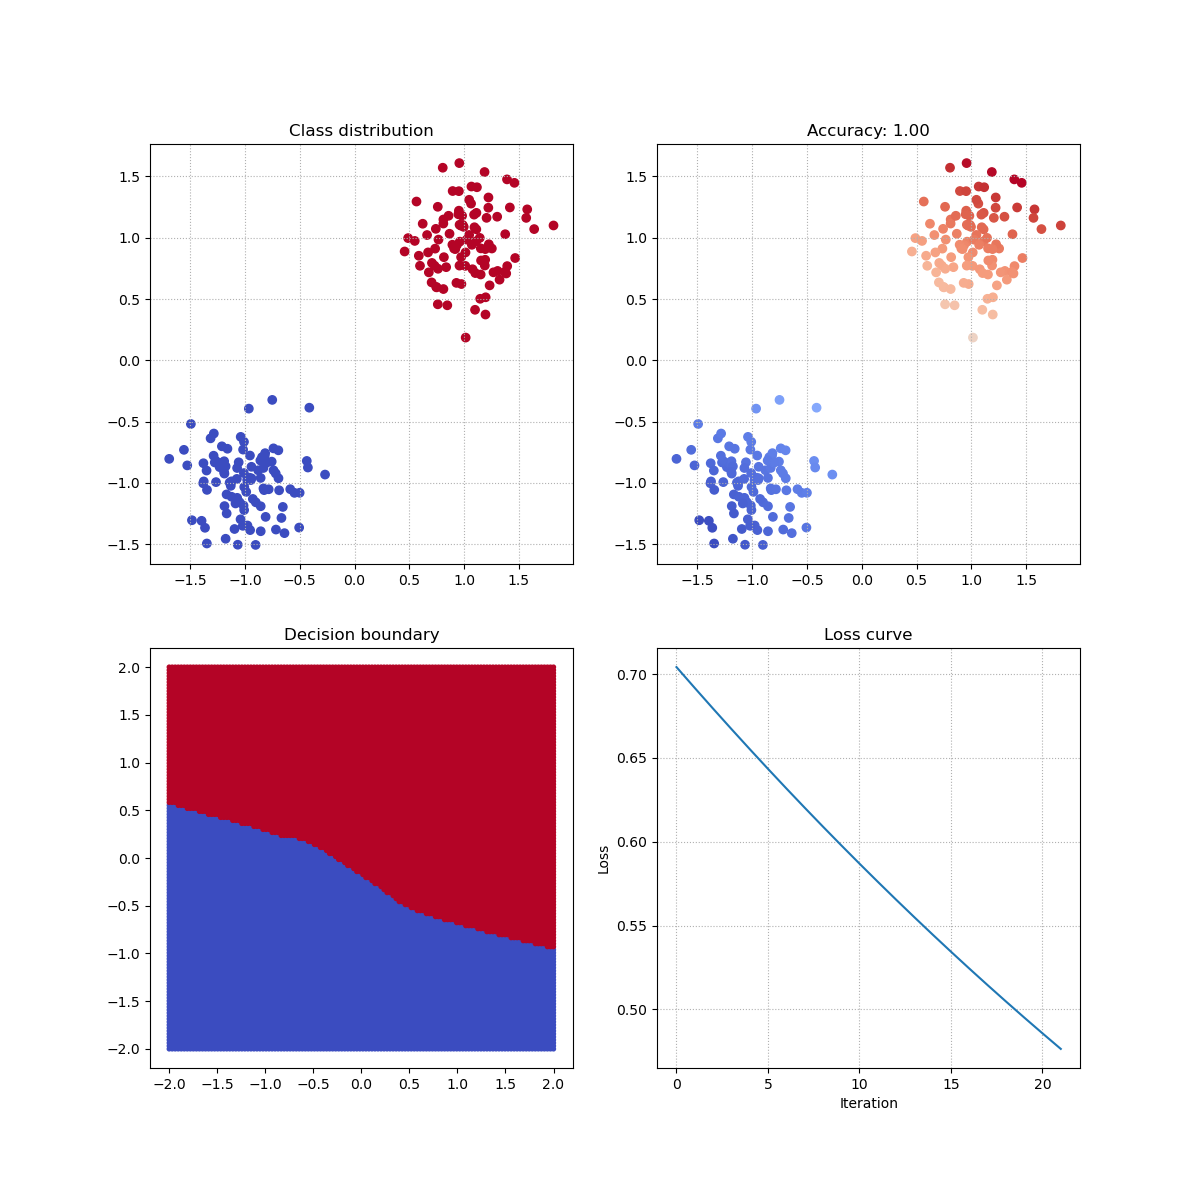 Class distribution
1.5
1.0
0.5
0.0
−0.5
−1.0
−1.5
−1.5 −1.0 −0.5 0.0 0.5 1.0 1.5
Accuracy: 1.00
1.5
1.0
0.5
0.0
−0.5
−1.0
−1.5
−1.5 −1.0 −0.5 0.0 0.5 1.0 1.5
Decision boundary
2.0
1.5
1.0
0.5
0.0
−0.5
−1.0
−1.5
−2.0
−2.0 −1.5 −1.0 −0.5 0.0 0.5 1.0 1.5 2.0
Loss curve
0.70
0.65
0.60
0.55
0.50
Loss
0 5 10 15 20
Iteration